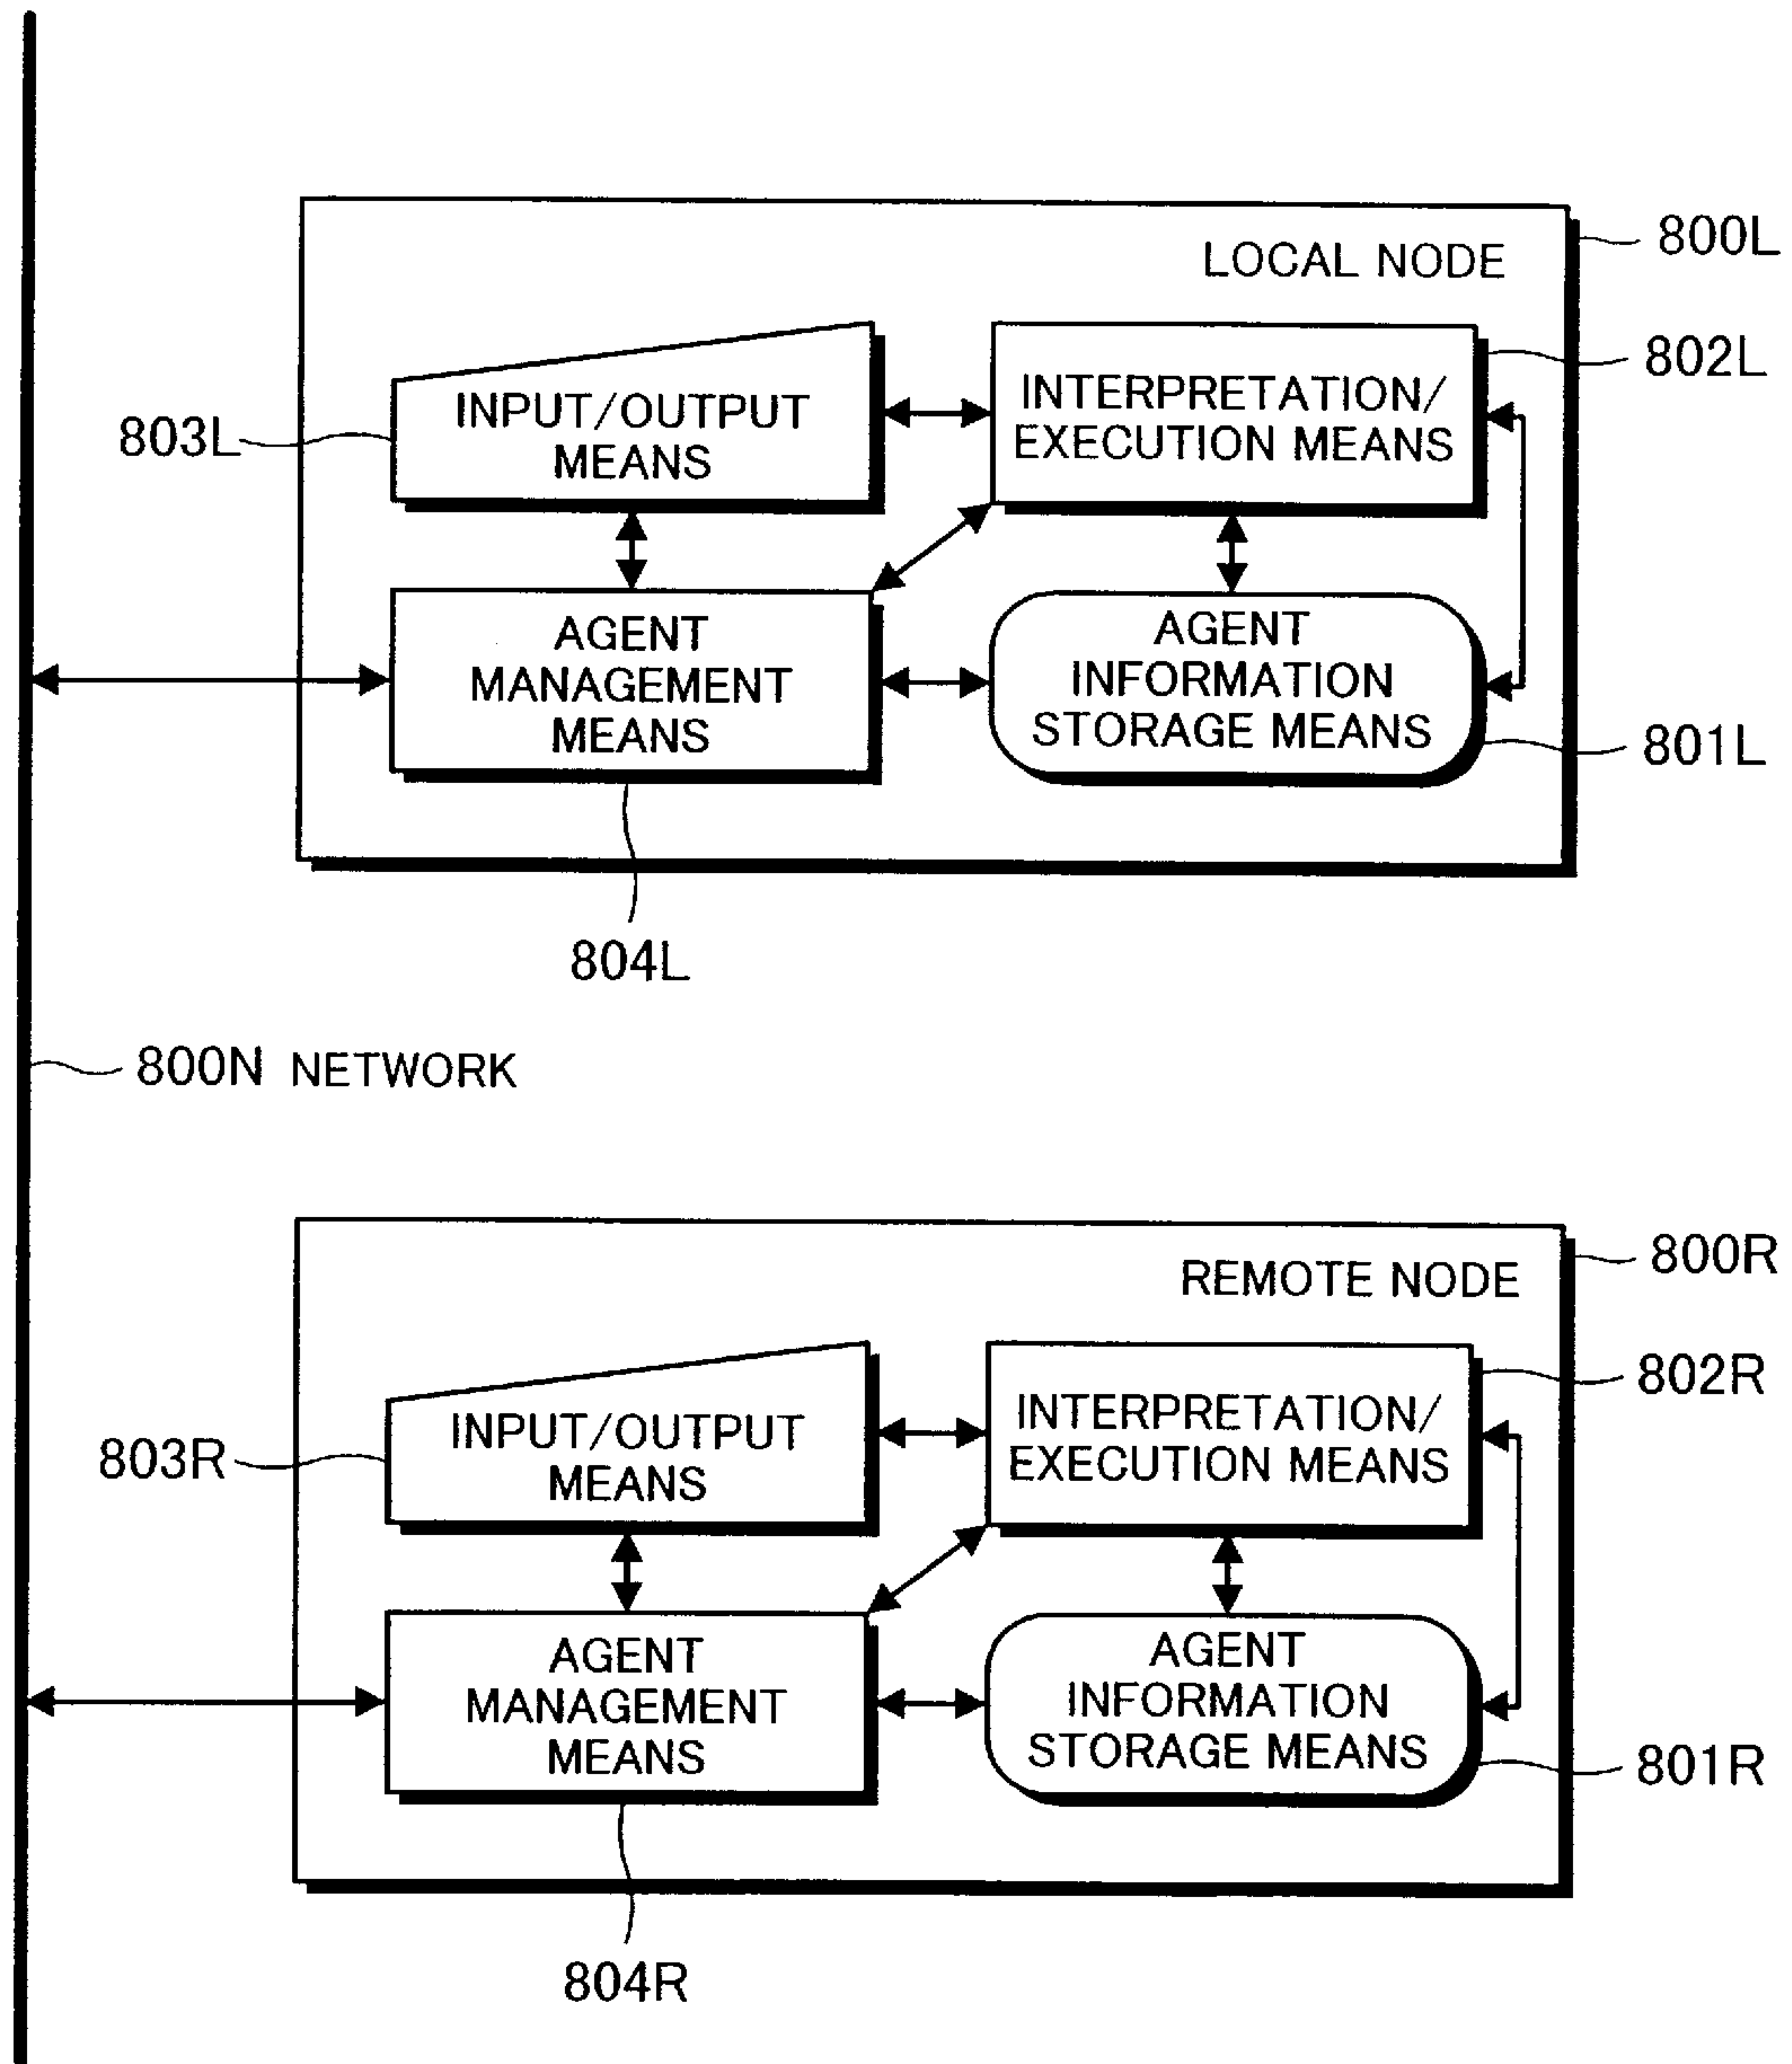 LOCAL NODE
800L
INPUT/OUTPUT
MEANS
803L
INTERPRETATION/
EXECUTION MEANS
802L
AGENT
MANAGEMENT
MEANS
804L
AGENT
INFORMATION
STORAGE MEANS
801L
800N NETWORK
REMOTE NODE
800R
INPUT/OUTPUT
MEANS
803R
INTERPRETATION/
EXECUTION MEANS
802R
AGENT
MANAGEMENT
MEANS
804R
AGENT
INFORMATION
STORAGE MEANS
801R